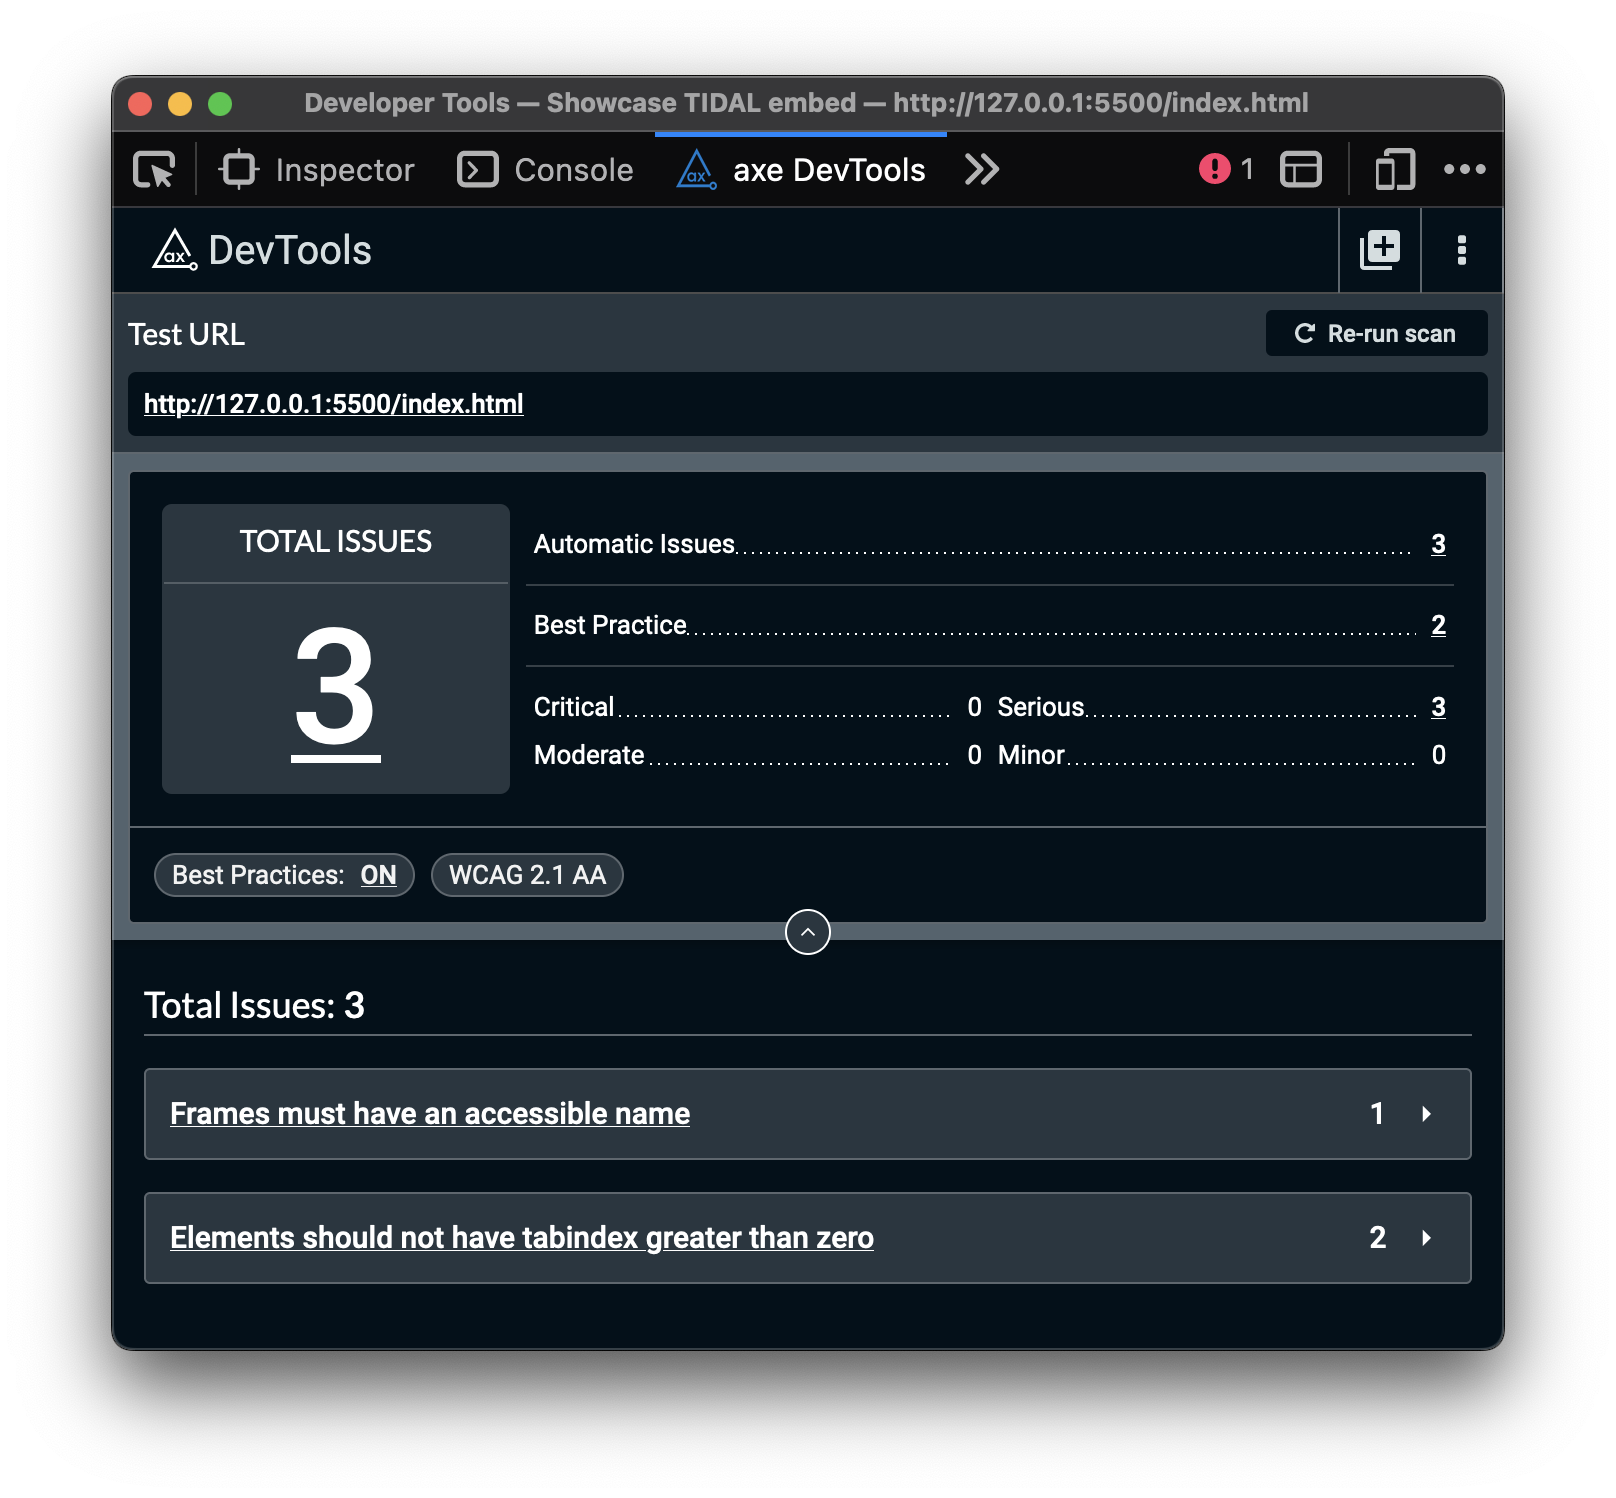 Developer Tools — Showcase TIDAL embed — http://127.0.0.1:5500/index.html
Inspector Console ax axe DevTools 1
ax DevTools
Test URL Re-run scan
http://127.0.0.1:5500/index.html
TOTAL ISSUES
3
Automatic Issues 3
Best Practice 2
Critical 0 Serious 3
Moderate 0 Minor 0
Best Practices: ON WCAG 2.1 AA
Total Issues: 3
Frames must have an accessible name 1
Elements should not have tabindex greater than zero 2